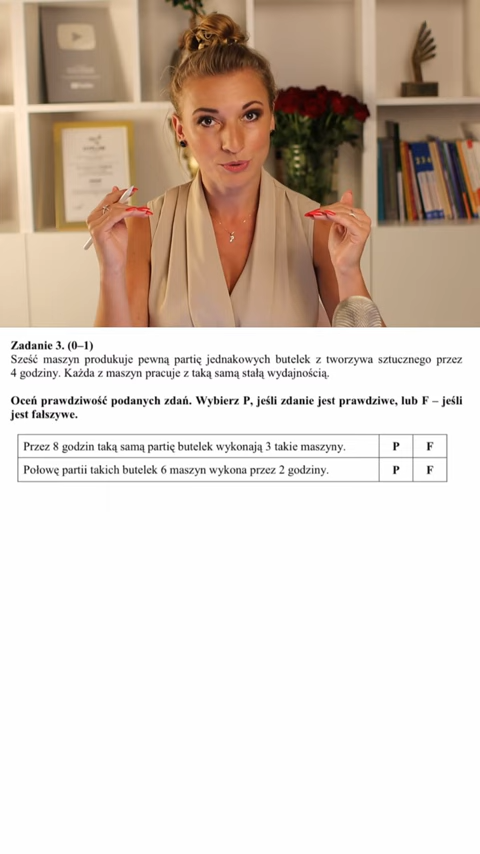 Zadanie 3. (0–1)
Sześć maszyn produkuje pewną partię jednakowych butelek z tworzywa sztucznego przez
4 godziny. Każda z maszyn pracuje z taką samą stałą wydajnością.
Oceń prawdziwość podanych zdań. Wybierz P, jeśli zdanie jest prawdziwe, lub F – jeśli
jest fałszywe.
Przez 8 godzin taką samą partię butelek wykonają 3 takie maszyny. P F
Połowę partii takich butelek 6 maszyn wykona przez 2 godziny. P F